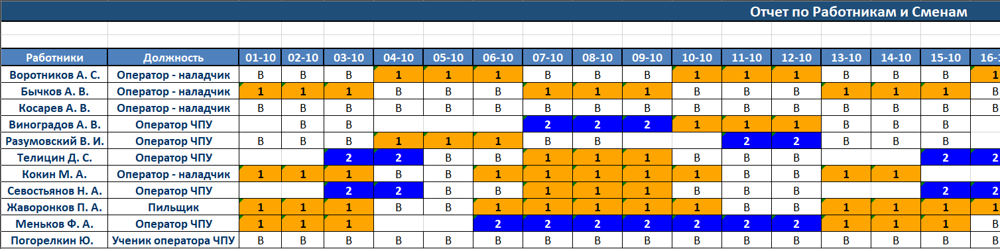 Отчет по Работникам и Сменам
Работники Должность 01-10 02-10 03-10 04-10 05-10 06-10 07-10 08-10 09-10 10-10 11-10 12-10 13-10 14-10 15-10 16-1
Воротников А. С. Оператор - наладчик В В В 1 1 1 В В В 1 1 1 В В В 1
Бычков А. В. Оператор - наладчик 1 1 1 В В В 1 1 1 В В В 1 1 1 В
Косарев А. В. Оператор - наладчик В В В В В В В В В В В В В В В В
Виноградов А. В. Оператор ЧПУ В В 2 2 2 1 1 1 В В В
Разумовский В. И. Оператор ЧПУ В В В 1 1 1 В В 2 2 В В В
Телицин Д. С. Оператор ЧПУ 2 2 В В 1 1 1 В В В 2 2
Кокин М. А. Оператор - наладчик 1 1 1 В В 1 1 1 1 1 В В 1 1
Севостьянов Н. А. Оператор ЧПУ 2 2 В В 1 1 1 В В В 2 2
Жаворонков П. А. Пильщик 1 1 1 В В 1 1 1 1 1 В В 1 1 1 1
Меньков Ф. А. Оператор ЧПУ 1 1 1 2 2 2 2 2 2 2 1 1 1 В
Погорелкин Ю. Ученик оператора ЧПУ В В В В В В В В В В В В В В В В